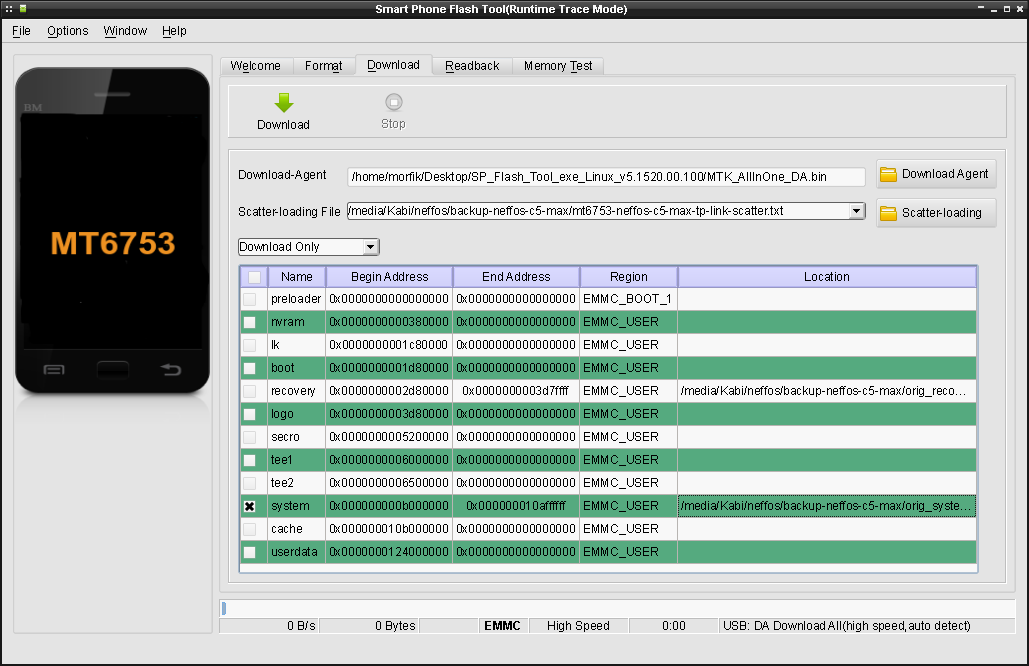 Smart Phone Flash Tool(Runtime Trace Mode)
File Options Window Help
Welcome Format Download Readback Memory Test
BM
MT6753
Download Stop
Download-Agent /home/morfik/Desktop/SP_Flash_Tool_exe_Linux_v5.1520.00.100/MTK_AllInOne_DA.bin Download Agent
Scatter-loading File /media/Kabi/neffos/backup-neffos-c5-max/mt6753-neffos-c5-max-tp-link-scatter.txt Scatter-loading
Download Only
Name Begin Address End Address Region Location
preloader 0x0000000000000000 0x0000000000000000 EMMC_BOOT_1
nvram 0x0000000000380000 0x0000000000000000 EMMC_USER
lk 0x0000000001c80000 0x0000000000000000 EMMC_USER
boot 0x0000000001d80000 0x0000000000000000 EMMC_USER
recovery 0x0000000002d80000 0x0000000003d7ffff EMMC_USER /media/Kabi/neffos/backup-neffos-c5-max/orig_reco...
logo 0x0000000003d80000 0x0000000000000000 EMMC_USER
secro 0x0000000005200000 0x0000000000000000 EMMC_USER
tee1 0x0000000006000000 0x0000000000000000 EMMC_USER
tee2 0x0000000006500000 0x0000000000000000 EMMC_USER
system 0x000000000b000000 0x000000010affffff EMMC_USER /media/Kabi/neffos/backup-neffos-c5-max/orig_syste...
cache 0x000000010b000000 0x0000000000000000 EMMC_USER
userdata 0x0000000124000000 0x0000000000000000 EMMC_USER
0 B/s 0 Bytes EMMC High Speed 0:00 USB: DA Download All(high speed,auto detect)